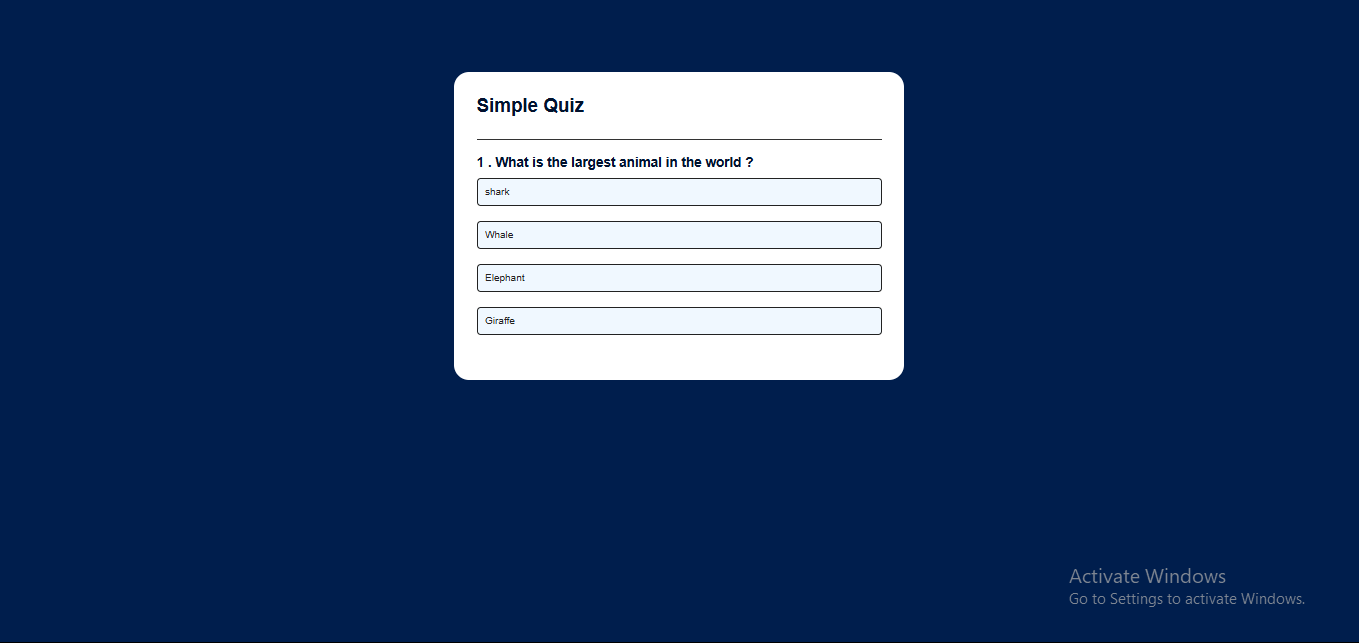 Simple Quiz
1 . What is the largest animal in the world ?
shark
Whale
Elephant
Giraffe
Activate Windows
Go to Settings to activate Windows.